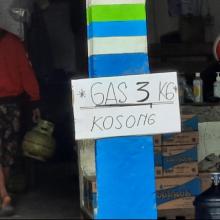 * GAS 3 KG *
KOSONG